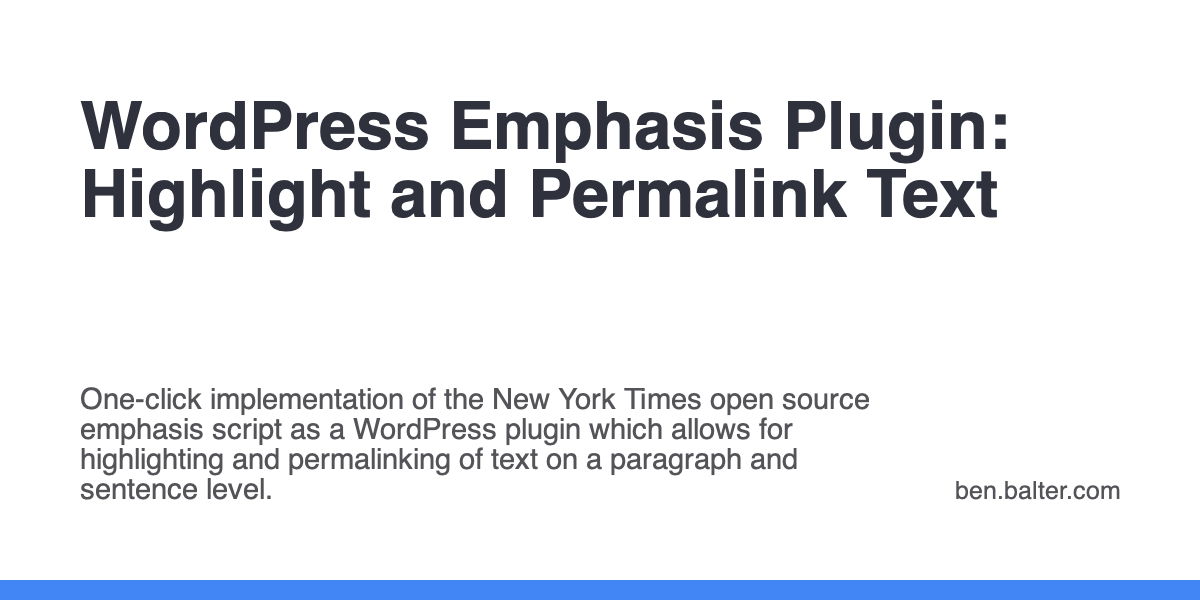 WordPress Emphasis Plugin:
Highlight and Permalink Text
One-click implementation of the New York Times open source
emphasis script as a WordPress plugin which allows for
highlighting and permalinking of text on a paragraph and
sentence level.
ben.balter.com